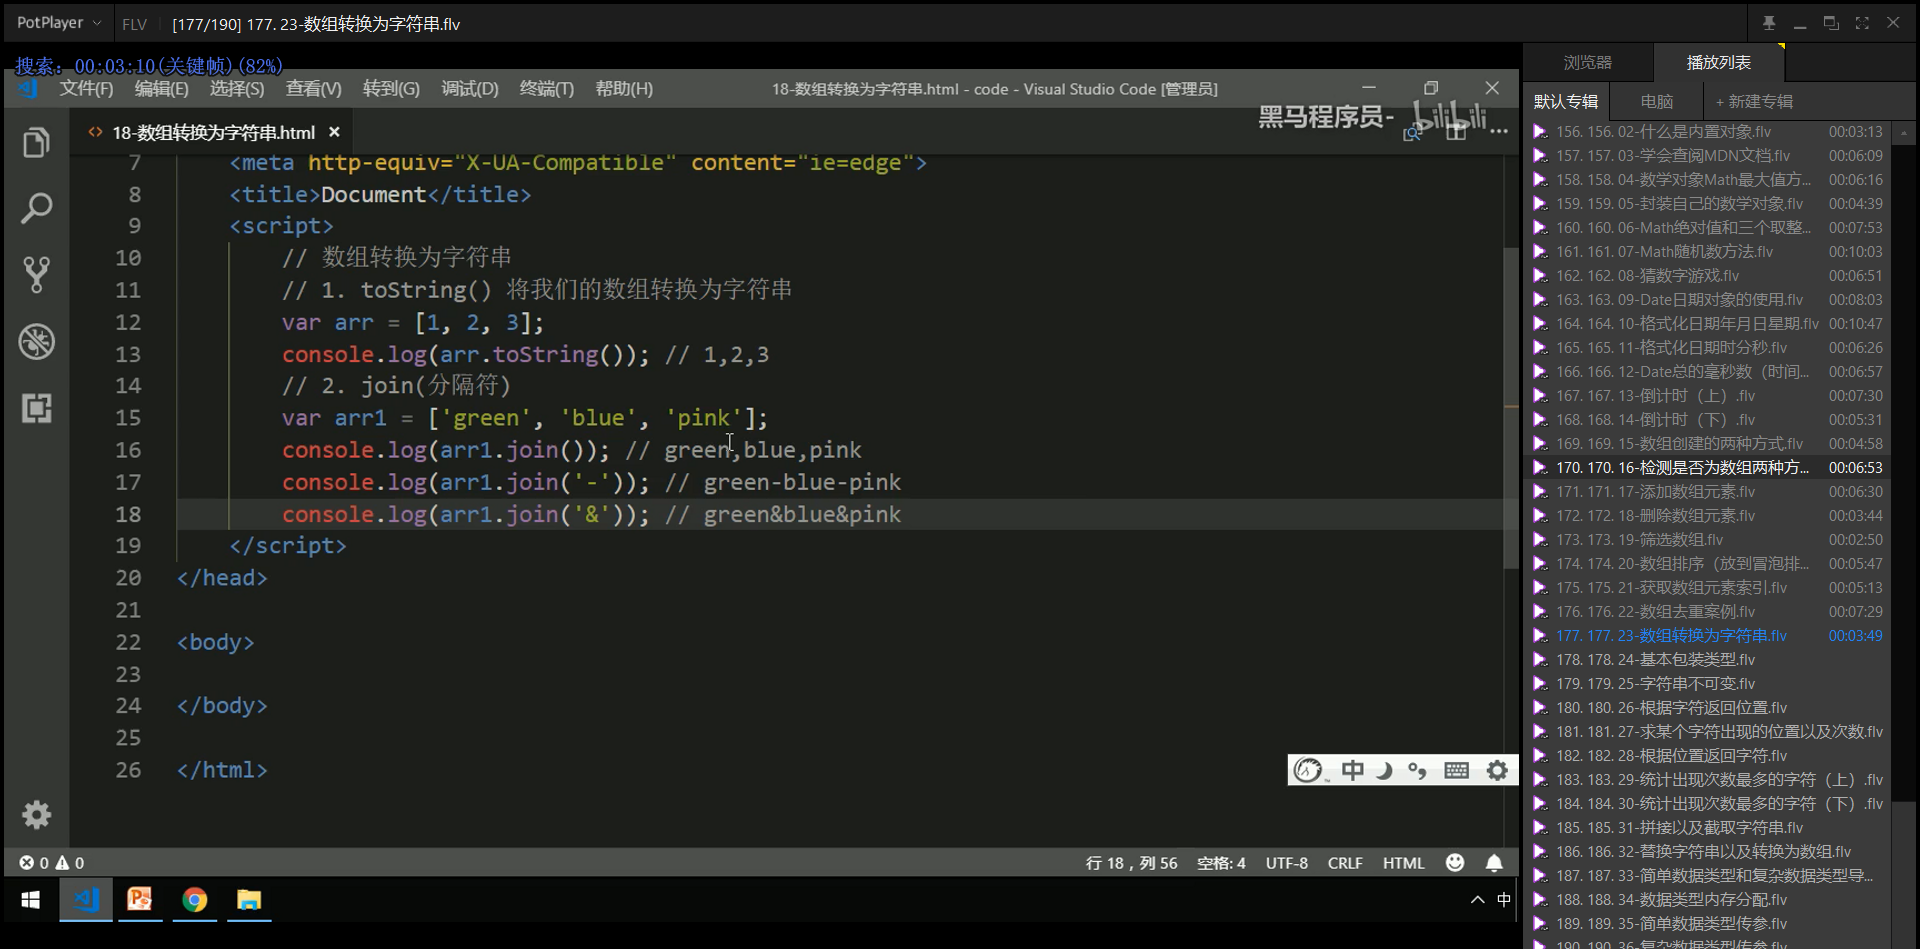 PotPlayer
FLV
[177/190] 177. 23-数组转换为字符串.flv
搜索: 00:03:10(关键帧)(82%)
文件(F) 编辑(E) 选择(S) 查看(V) 转到(G) 调试(D) 终端(T) 帮助(H)
18-数组转换为字符串.html - code - Visual Studio Code [管理员]
黑马程序员- bilibili
<> 18-数组转换为字符串.html ×
7 <meta http-equiv="X-UA-Compatible" content="ie=edge">
8 <title>Document</title>
9 <script>
10 // 数组转换为字符串
11 // 1. toString() 将我们的数组转换为字符串
12 var arr = [1, 2, 3];
13 console.log(arr.toString()); // 1,2,3
14 // 2. join(分隔符)
15 var arr1 = ['green', 'blue', 'pink'];
16 console.log(arr1.join()); // green,blue,pink
17 console.log(arr1.join('-')); // green-blue-pink
18 console.log(arr1.join('&')); // green&blue&pink
19 </script>
20 </head>
21
22 <body>
23
24 </body>
25
26 </html>
中
0 0
行 18，列 56 空格: 4 UTF-8 CRLF HTML
中
浏览器 播放列表
默认专辑 电脑 + 新建专辑
156. 156. 02-什么是内置对象.flv 00:03:13
157. 157. 03-学会查阅MDN文档.flv 00:06:09
158. 158. 04-数学对象Math最大值方... 00:06:16
159. 159. 05-封装自己的数学对象.flv 00:04:39
160. 160. 06-Math绝对值和三个取整... 00:07:53
161. 161. 07-Math随机数方法.flv 00:10:03
162. 162. 08-猜数字游戏.flv 00:06:51
163. 163. 09-Date日期对象的使用.flv 00:08:03
164. 164. 10-格式化日期年月日星期.flv 00:10:47
165. 165. 11-格式化日期时分秒.flv 00:06:26
166. 166. 12-Date总的毫秒数（时间... 00:06:57
167. 167. 13-倒计时（上）.flv 00:07:30
168. 168. 14-倒计时（下）.flv 00:05:31
169. 169. 15-数组创建的两种方式.flv 00:04:58
170. 170. 16-检测是否为数组两种方... 00:06:53
171. 171. 17-添加数组元素.flv 00:06:30
172. 172. 18-删除数组元素.flv 00:03:44
173. 173. 19-筛选数组.flv 00:02:50
174. 174. 20-数组排序（放到冒泡排... 00:05:47
175. 175. 21-获取数组元素索引.flv 00:05:13
176. 176. 22-数组去重案例.flv 00:07:29
177. 177. 23-数组转换为字符串.flv 00:03:49
178. 178. 24-基本包装类型.flv
179. 179. 25-字符串不可变.flv
180. 180. 26-根据字符返回位置.flv
181. 181. 27-求某个字符出现的位置以及次数.flv
182. 182. 28-根据位置返回字符.flv
183. 183. 29-统计出现次数最多的字符（上）.flv
184. 184. 30-统计出现次数最多的字符（下）.flv
185. 185. 31-拼接以及截取字符串.flv
186. 186. 32-替换字符串以及转换为数组.flv
187. 187. 33-简单数据类型和复杂数据类型导...
188. 188. 34-数据类型内存分配.flv
189. 189. 35-简单数据类型传参.flv
190. 190. 36-复杂数据类型传参.flv